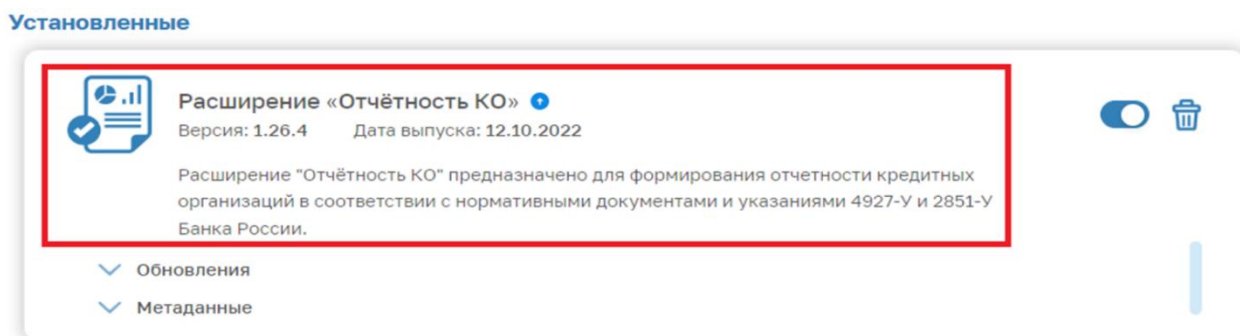 Установленные
Расширение «Отчётность КО»
Версия: 1.26.4 Дата выпуска: 12.10.2022
Расширение "Отчётность КО" предназначено для формирования отчетности кредитных
организаций в соответствии с нормативными документами и указаниями 4927-У и 2851-У
Банка России.
Обновления
Метаданные